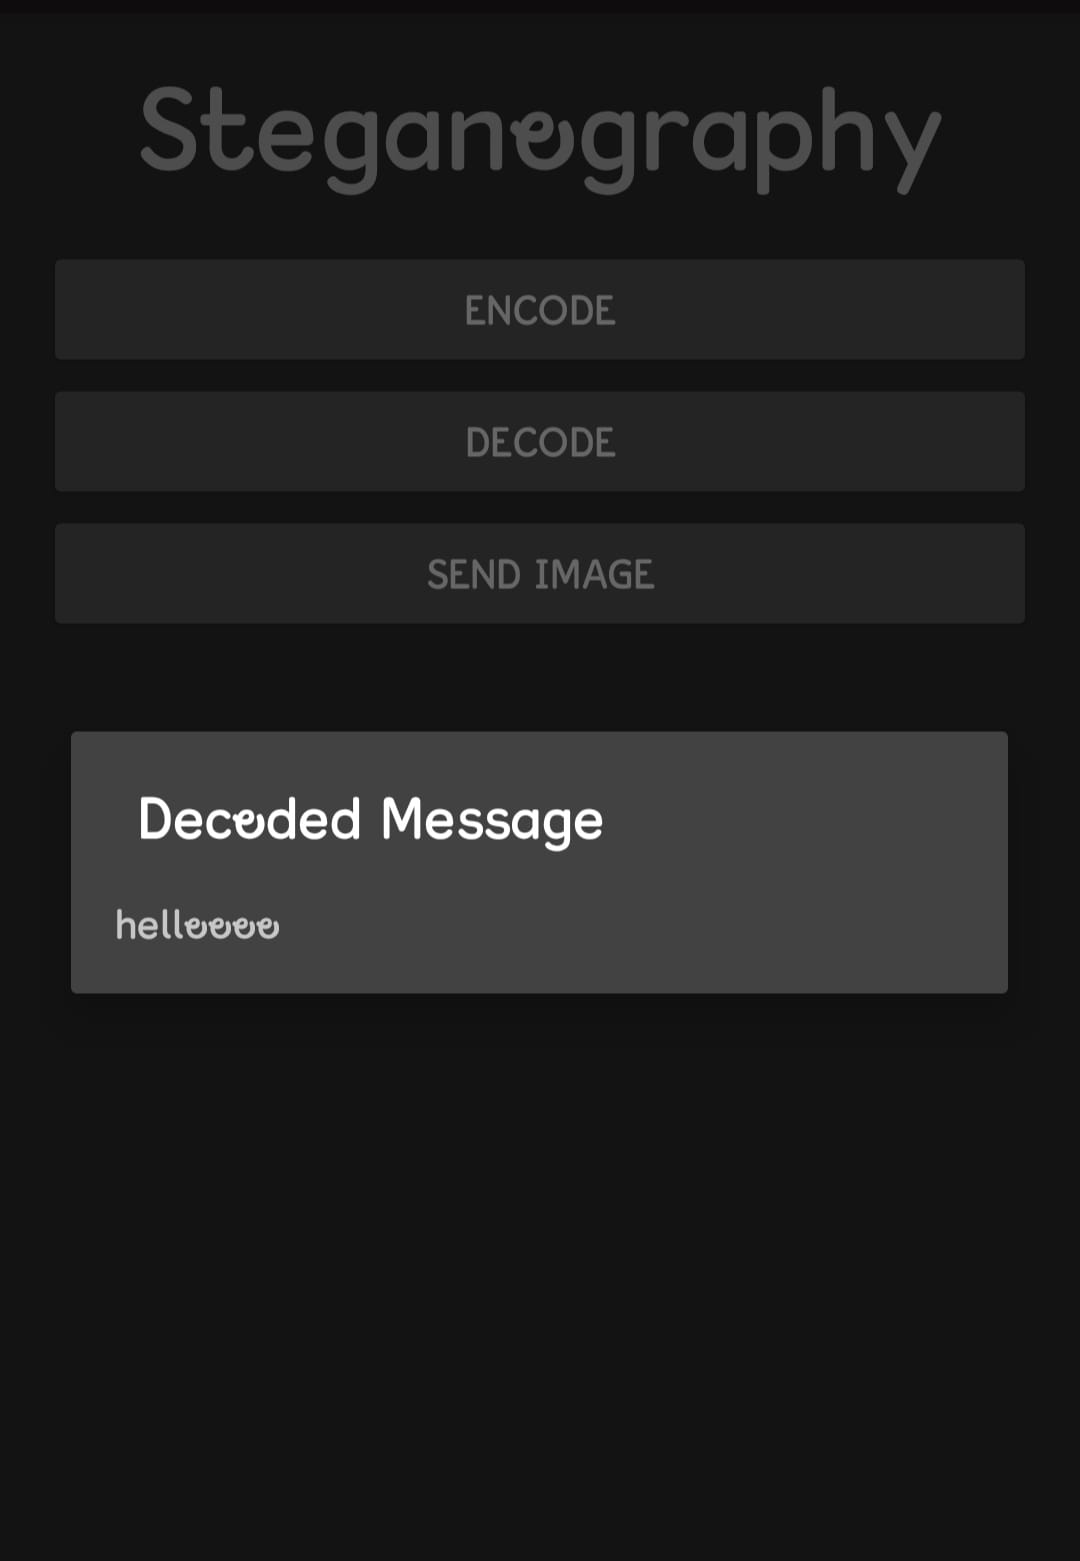 Steganography
ENCODE
DECODE
SEND IMAGE
Decoded Message
helloooo